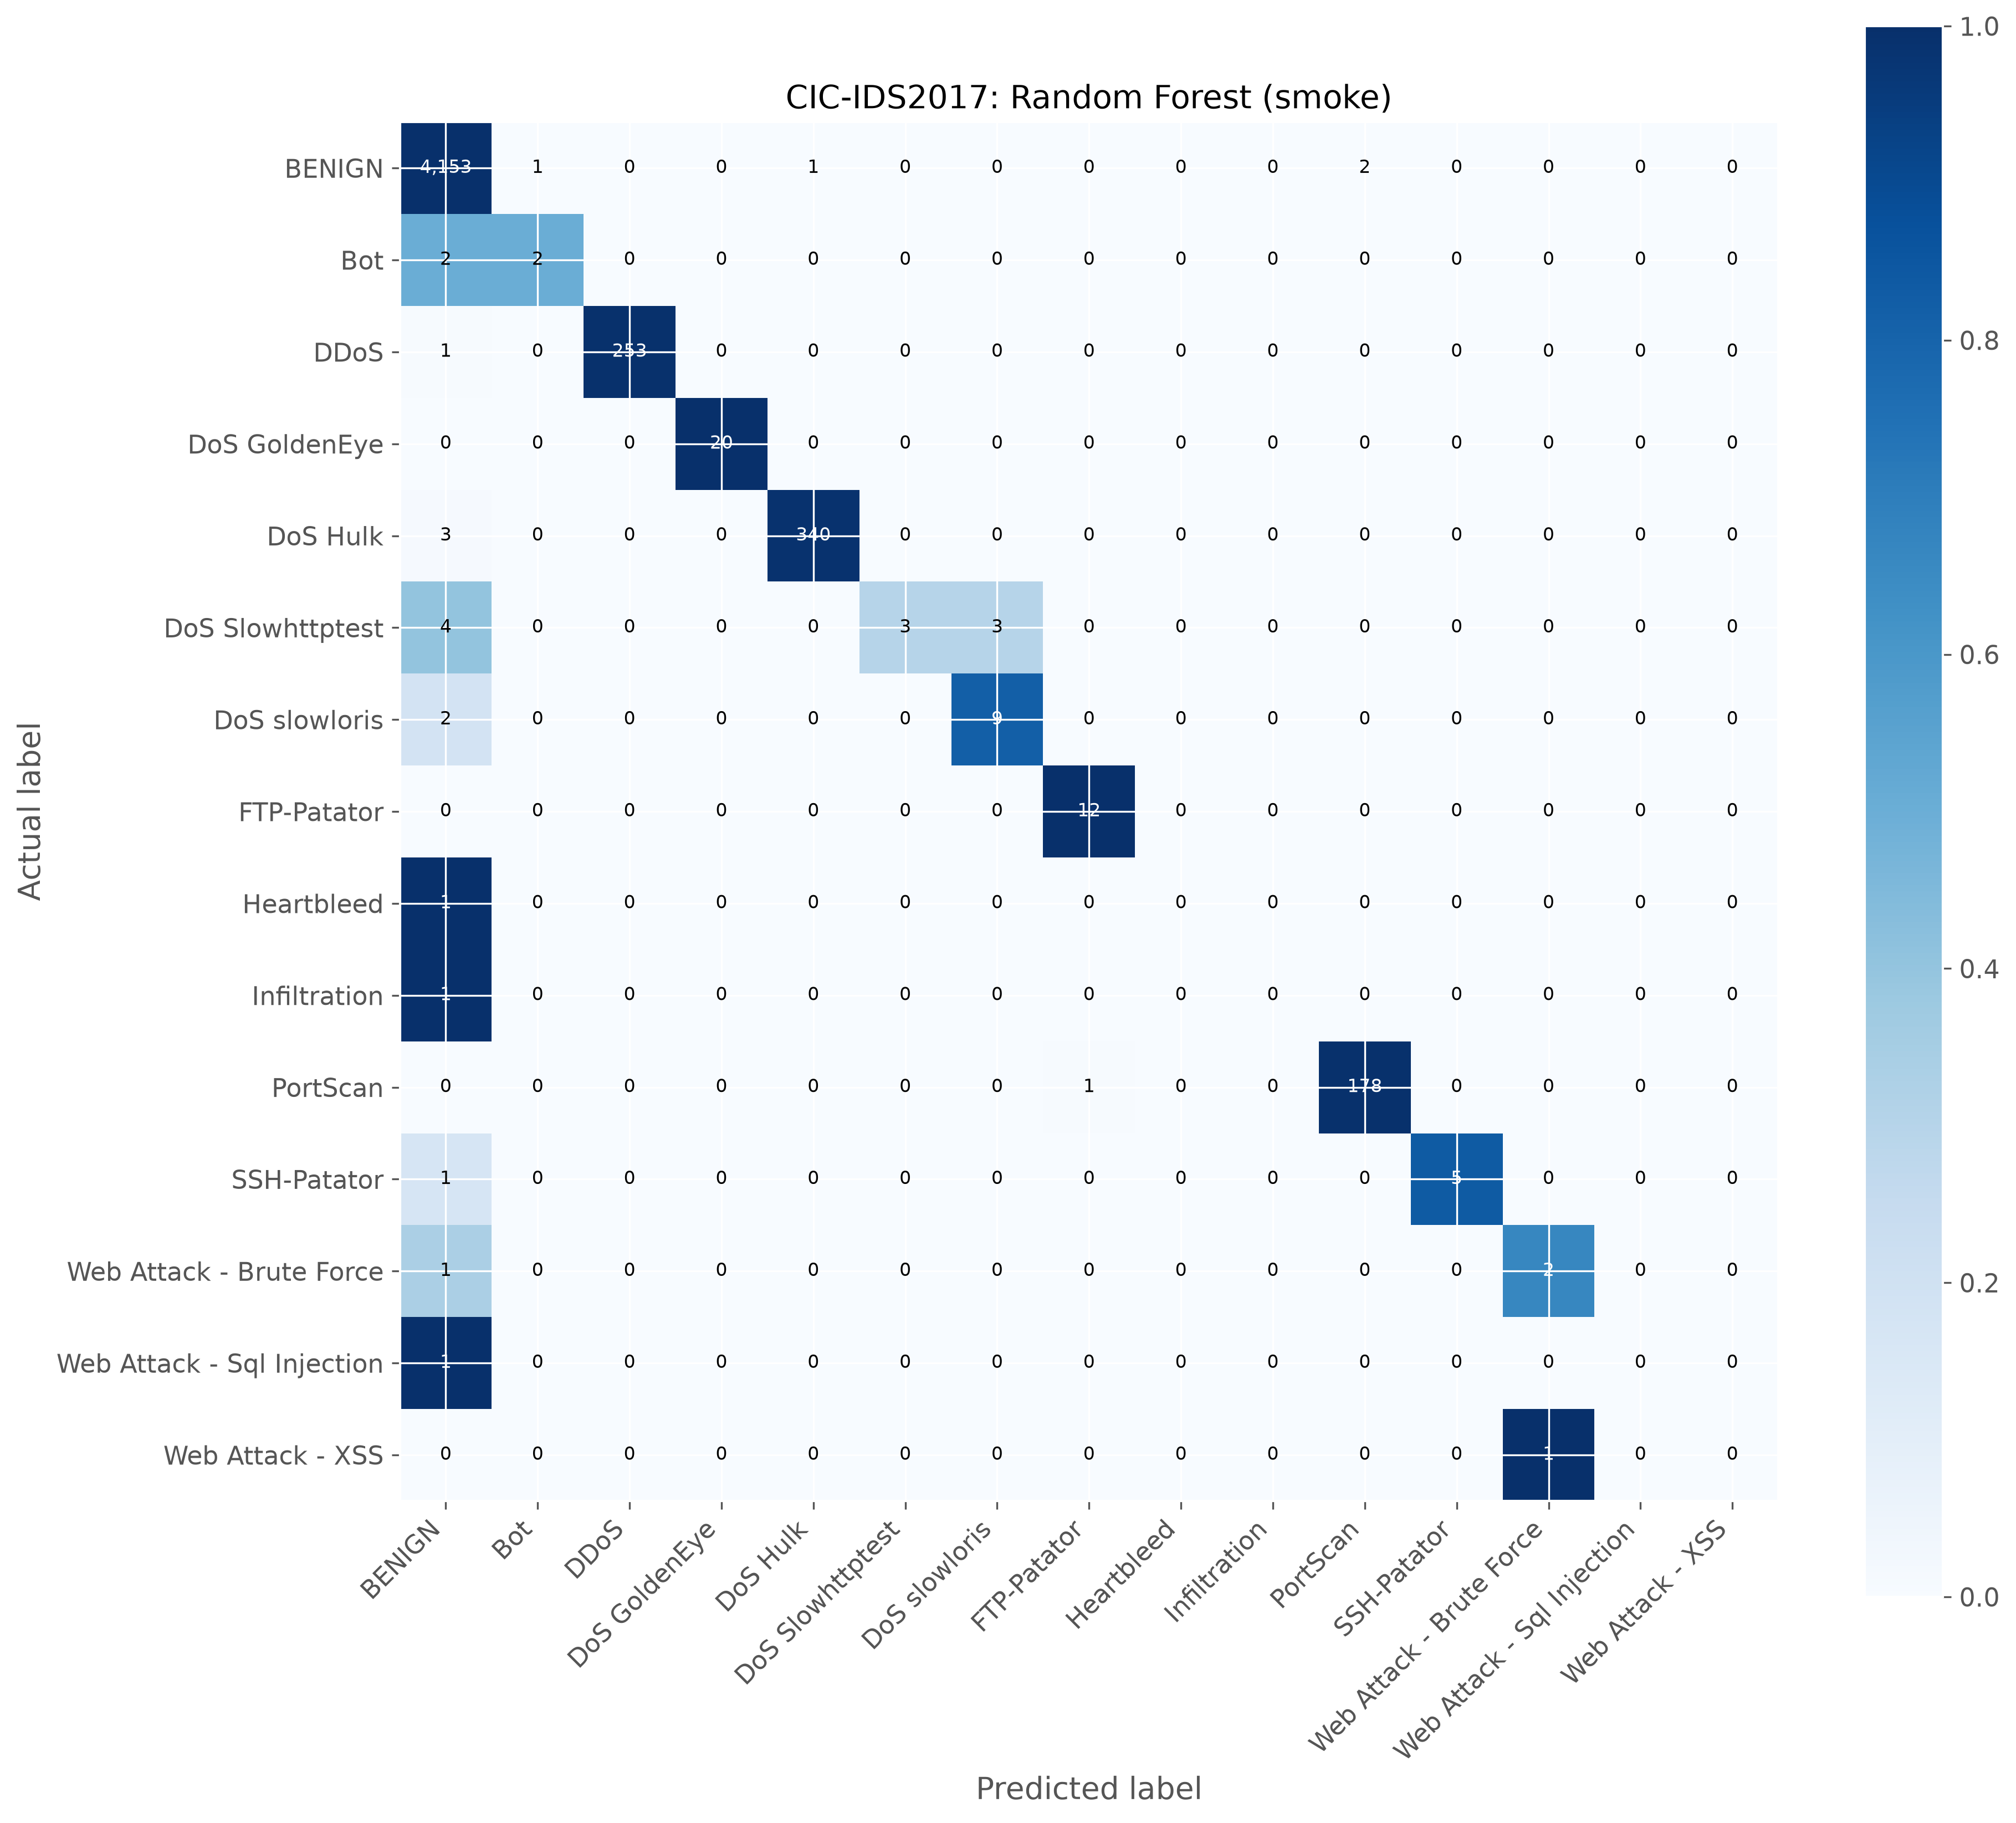 CIC-IDS2017: Random Forest (smoke)
BENIGN 4,153 1 0 0 1 0 0 0 0 0 2 0 0 0 0
Bot 2 2 0 0 0 0 0 0 0 0 0 0 0 0 0
DDoS 1 0 253 0 0 0 0 0 0 0 0 0 0 0 0
DoS GoldenEye 0 0 0 20 0 0 0 0 0 0 0 0 0 0 0
DoS Hulk 3 0 0 0 340 0 0 0 0 0 0 0 0 0 0
DoS Slowhttptest 4 0 0 0 0 3 3 0 0 0 0 0 0 0 0
DoS slowloris 2 0 0 0 0 0 9 0 0 0 0 0 0 0 0
FTP-Patator 0 0 0 0 0 0 0 12 0 0 0 0 0 0 0
Heartbleed 1 0 0 0 0 0 0 0 0 0 0 0 0 0 0
Infiltration 1 0 0 0 0 0 0 0 0 0 0 0 0 0 0
PortScan 0 0 0 0 0 0 0 1 0 0 178 0 0 0 0
SSH-Patator 1 0 0 0 0 0 0 0 0 0 0 5 0 0 0
Web Attack - Brute Force 1 0 0 0 0 0 0 0 0 0 0 0 2 0 0
Web Attack - Sql Injection 1 0 0 0 0 0 0 0 0 0 0 0 0 0 0
Web Attack - XSS 0 0 0 0 0 0 0 0 0 0 0 0 1 0 0
Actual label
BENIGN
Bot
DDoS
DoS GoldenEye
DoS Hulk
DoS Slowhttptest
DoS slowloris
FTP-Patator
Heartbleed
Infiltration
PortScan
SSH-Patator
Web Attack - Brute Force
Web Attack - Sql Injection
Web Attack - XSS
Predicted label
1.0
0.8
0.6
0.4
0.2
0.0